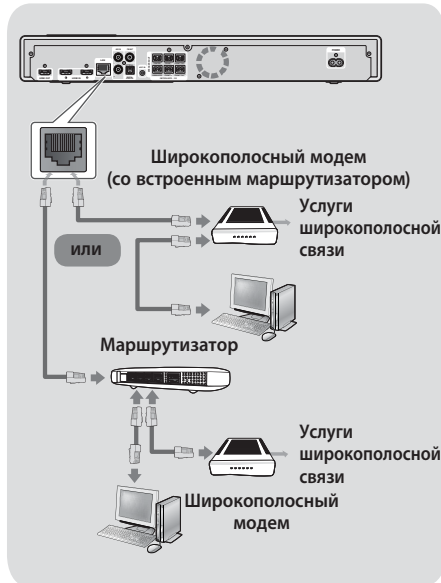 Широкополосный модем
(со встроенным маршрутизатором)
Услуги
широкополосной
связи
или
Маршрутизатор
Услуги
широкополосной
связи
Широкополосный
модем